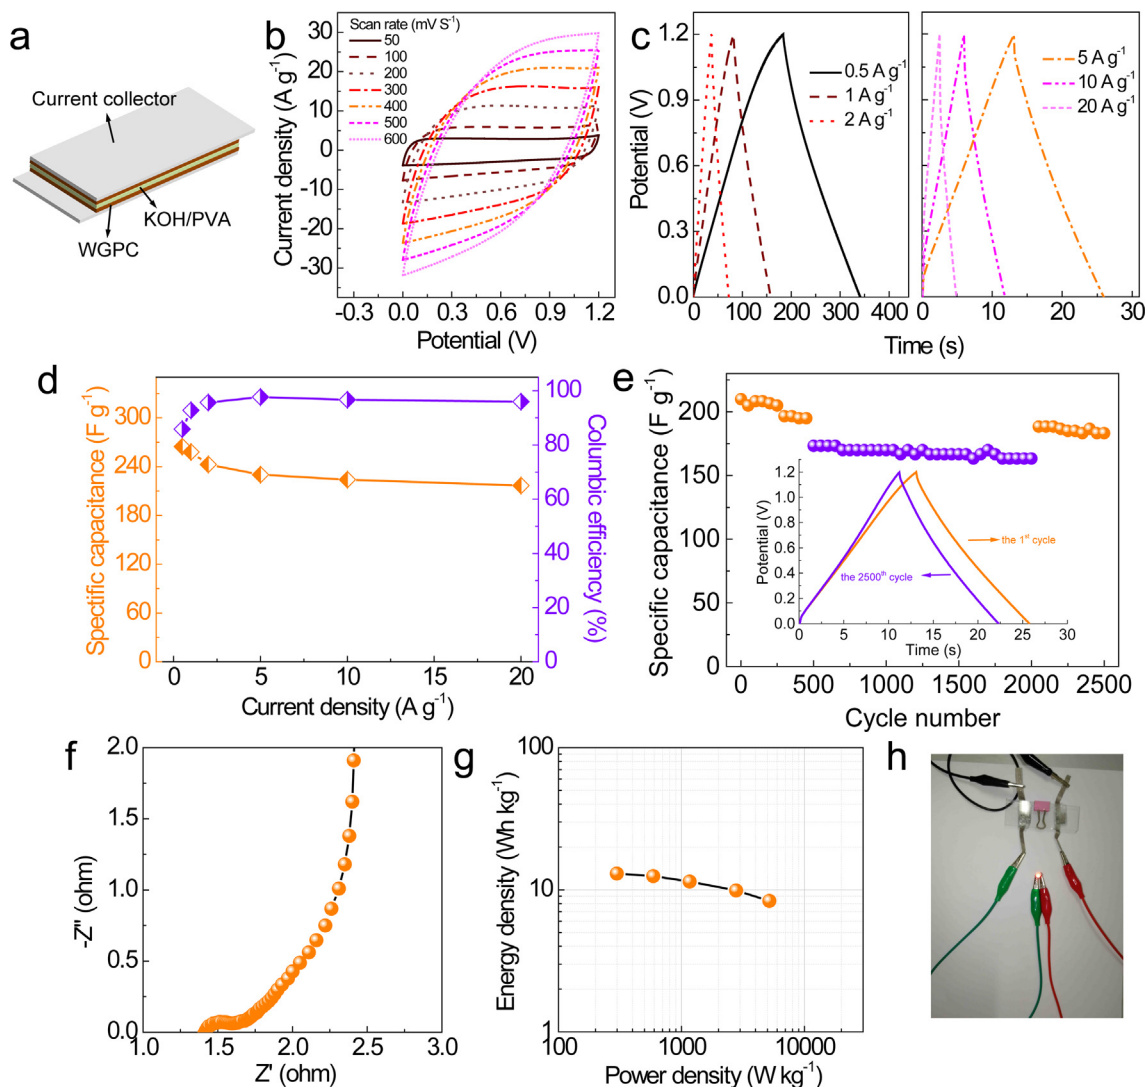 a
Current collector
KOH/PVA
WGPC
b
Scan rate (mV S⁻¹)
50
100
200
300
400
500
600
Current density (A g⁻¹)
30
20
10
0
-10
-20
-30
-0.3 0.0 0.3 0.6 0.9 1.2
Potential (V)
c
Potential (V)
1.2
0.9
0.6
0.3
0.0
0.5 A g⁻¹
1 A g⁻¹
2 A g⁻¹
5 A g⁻¹
10 A g⁻¹
20 A g⁻¹
0 100 200 300 400
0 10 20 30
Time (s)
d
Spectific capacitance (F g⁻¹)
300
240
180
120
60
0
100
80
60
40
20
0
Columbic efficiency (%)
0 5 10 15 20
Current density (A g⁻¹)
e
Specific capacitance (F g⁻¹)
200
150
100
50
0
0 500 1000 1500 2000 2500
Cycle number
Potential (V)
1.2
1.0
0.8
0.6
0.4
0.2
0.0
the 1ˢᵗ cycle
the 2500ᵗʰ cycle
0 5 10 15 20 25 30
Time (s)
f
-Z'' (ohm)
2.0
1.5
1.0
0.5
0.0
1.0 1.5 2.0 2.5 3.0
Z' (ohm)
g
Energy density (Wh kg⁻¹)
100
10
1
100 1000 10000
Power density (W kg⁻¹)
h